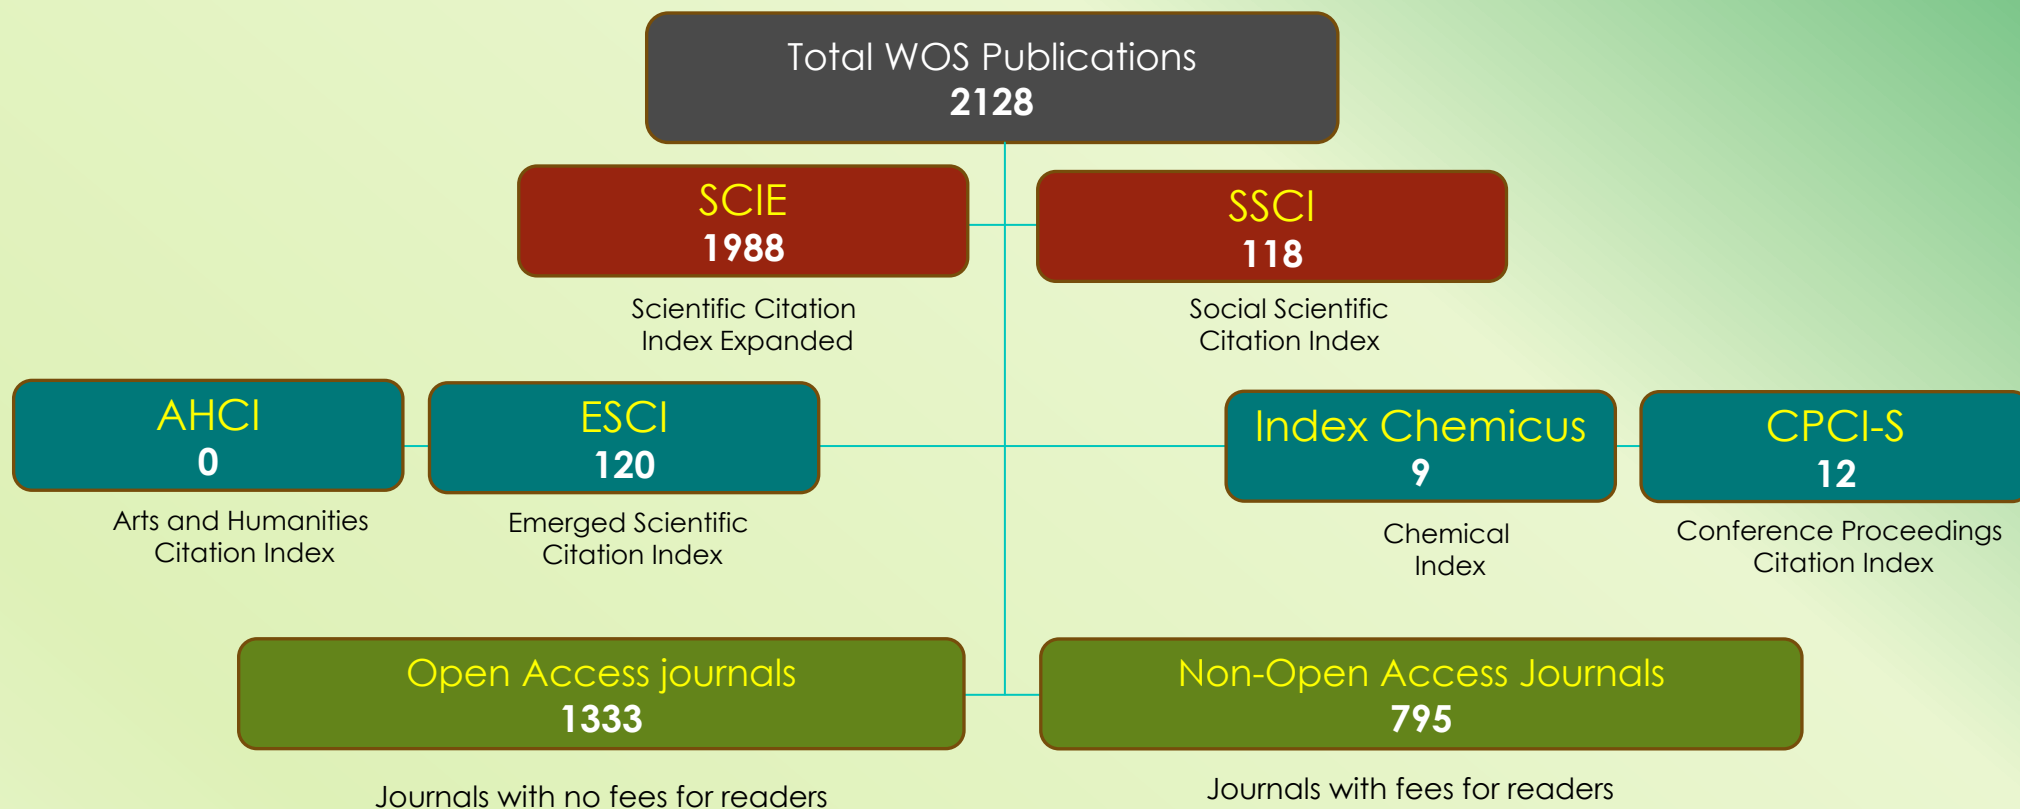 Total WOS Publications
2128
SCIE
1988
SSCI
118
Scientific Citation
Index Expanded
Social Scientific
Citation Index
AHCI
0
ESCI
120
Index Chemicus
9
CPCI-S
12
Arts and Humanities
Citation Index
Emerged Scientific
Citation Index
Chemical
Index
Conference Proceedings
Citation Index
Open Access journals
1333
Non-Open Access Journals
795
Journals with no fees for readers
Journals with fees for readers